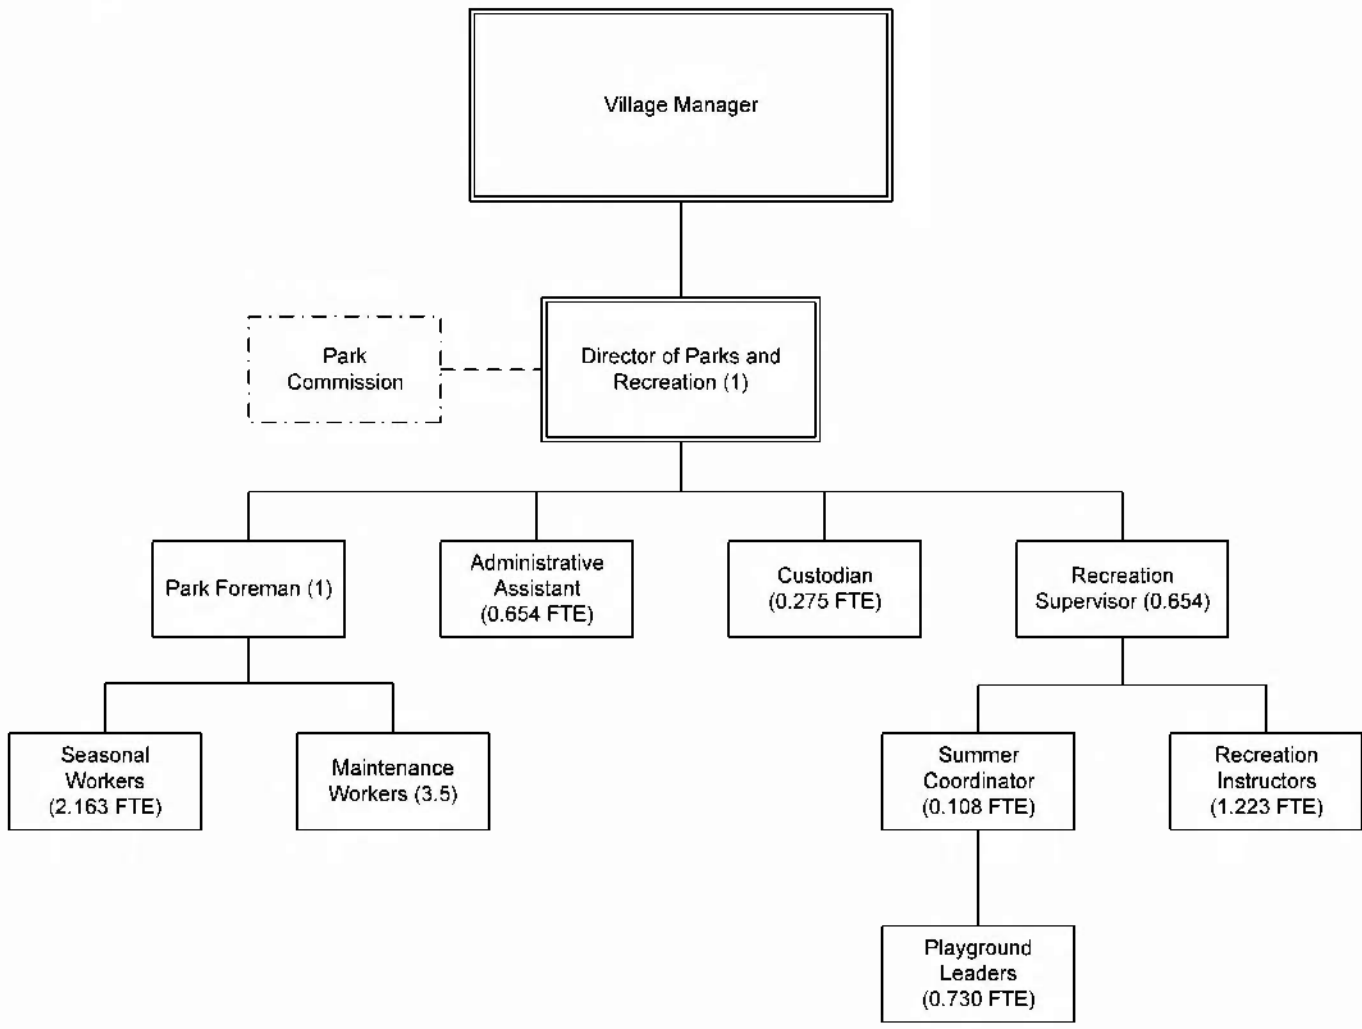 Village Manager
Park
Commission
Director of Parks and
Recreation (1)
Park Foreman (1)
Administrative
Assistant
(0.654 FTE)
Custodian
(0.275 FTE)
Recreation
Supervisor (0.654)
Seasonal
Workers
(2.163 FTE)
Maintenance
Workers (3.5)
Summer
Coordinator
(0.108 FTE)
Recreation
Instructors
(1.223 FTE)
Playground
Leaders
(0.730 FTE)